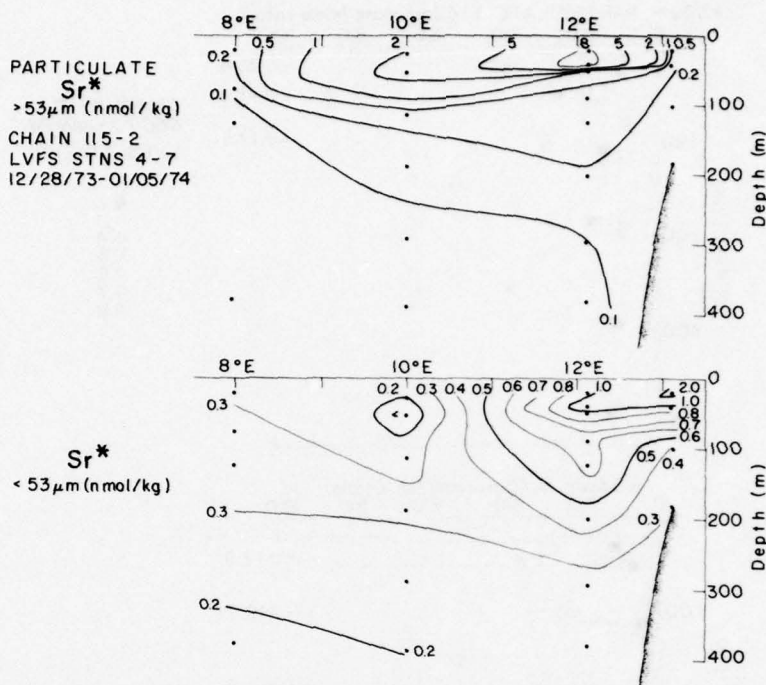 8°E 10°E 12°E
0.2 0.5 1 2 5 8 5 2 1 0.5 0
PARTICULATE
Sr*
>53μm (nmol/kg)
0.1
0.2
100
CHAIN 115-2
LVFS STNS 4-7
12/28/73-01/05/74
200
300
400
0.1
Depth (m)
8°E 10°E 12°E
0.3 0.2 0.3 0.4 0.5 0.6 0.7 0.8 1.0 2.0 0
<
1.0
0.8
0.7
0.6
Sr*
< 53μm (nmol/kg)
0.5
0.4
100
0.3
0.3
200
0.2
300
0.2
400
Depth (m)